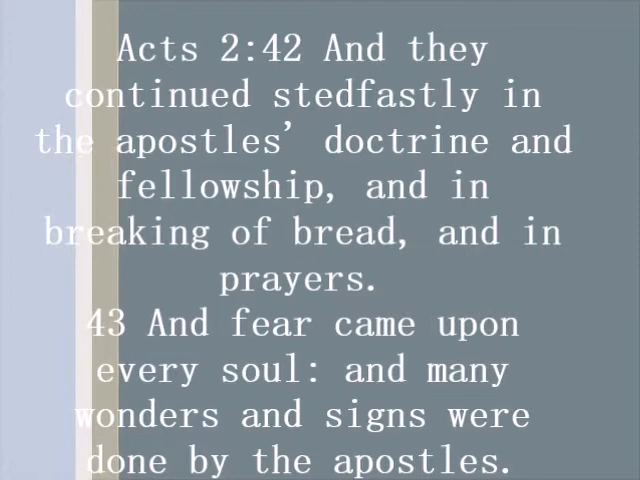 Acts 2:42 And they
continued stedfastly in
the apostles' doctrine and
fellowship, and in
breaking of bread, and in
prayers.
43 And fear came upon
every soul: and many
wonders and signs were
done by the apostles.